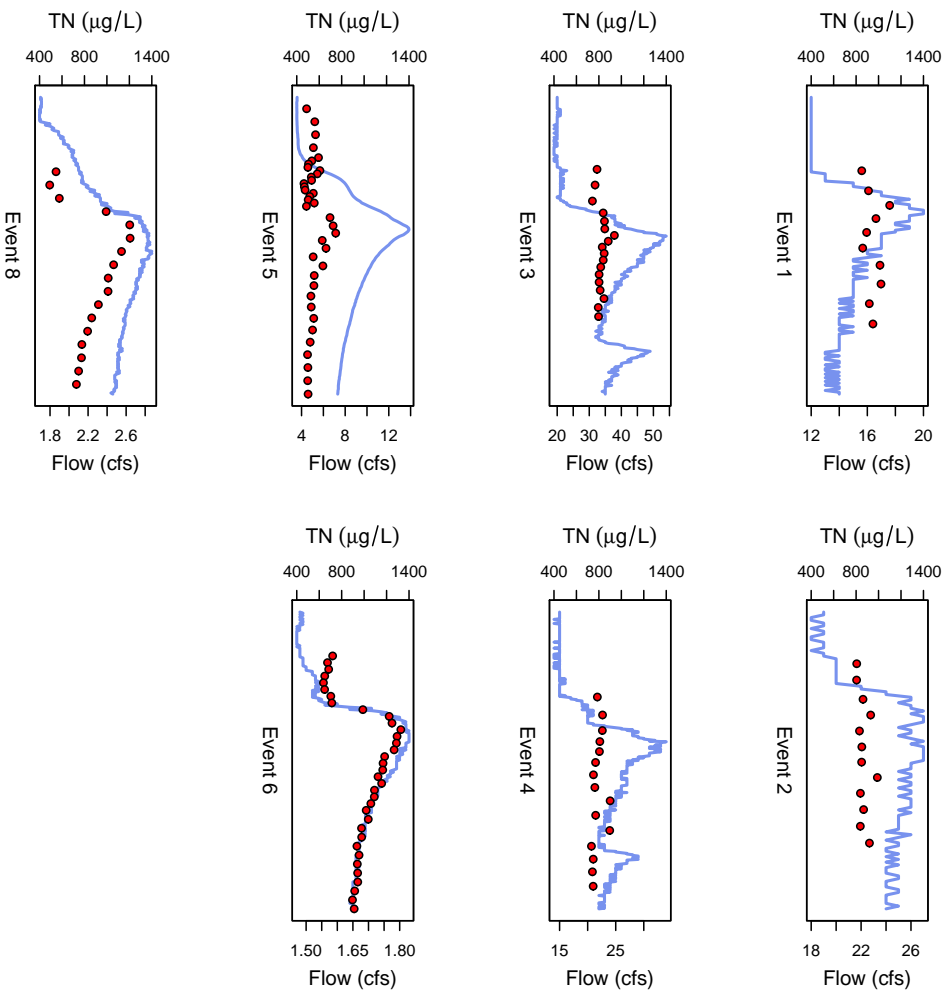 TN (μg/L)
400 800 1400
Event 8
1.8 2.2 2.6
Flow (cfs)
TN (μg/L)
400 800 1400
Event 5
4 8 12
Flow (cfs)
TN (μg/L)
400 800 1400
Event 3
20 30 40 50
Flow (cfs)
TN (μg/L)
400 800 1400
Event 1
12 16 20
Flow (cfs)
TN (μg/L)
400 800 1400
Event 6
1.50 1.65 1.80
Flow (cfs)
TN (μg/L)
400 800 1400
Event 4
15 25
Flow (cfs)
TN (μg/L)
400 800 1400
Event 2
18 22 26
Flow (cfs)